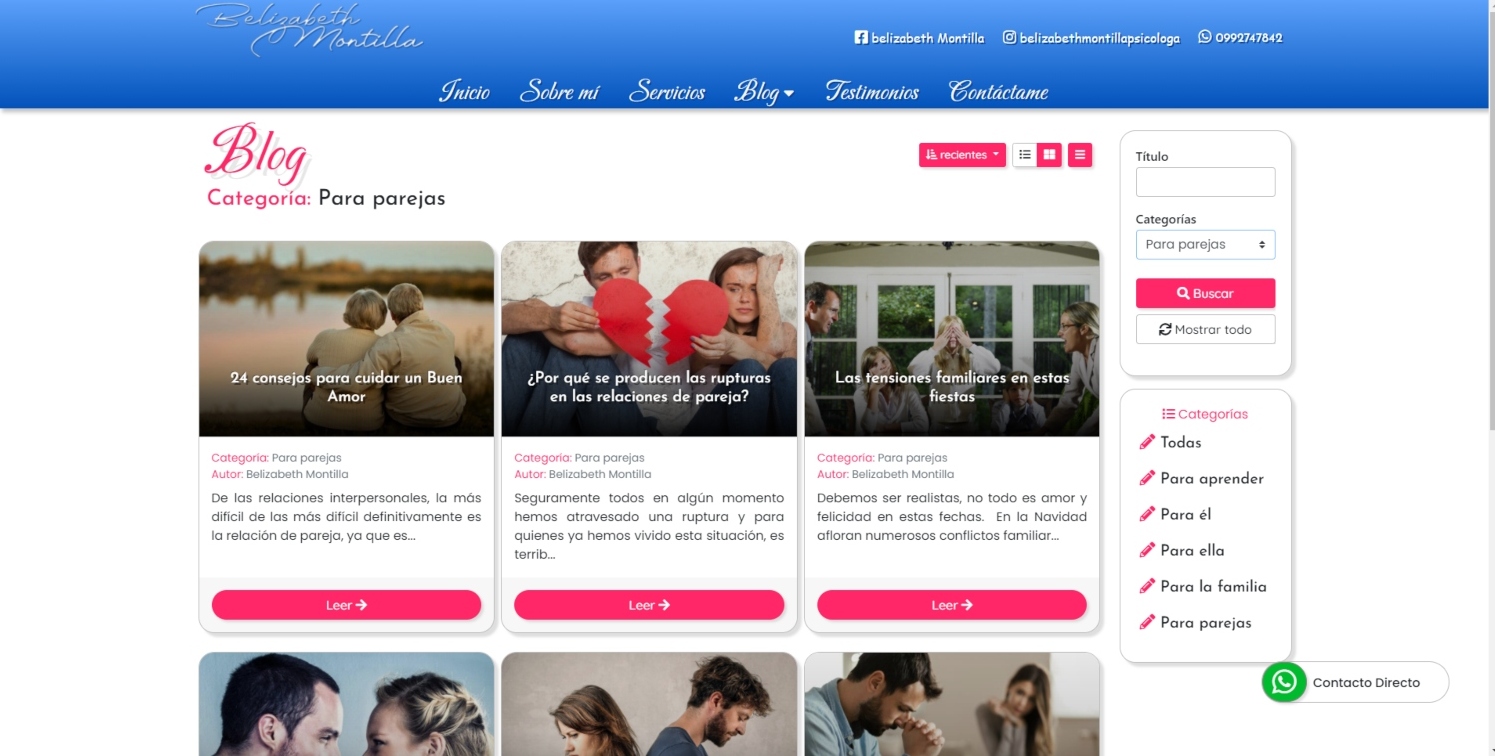 Belizabeth
Montilla
belizabeth Montilla belizabethmontillapsicologa 0992747842
Inicio Sobre mí Servicios Blog Testimonios Contáctame
Blog
Categoría: Para parejas
recientes
24 consejos para cuidar un Buen
Amor
Categoría: Para parejas
Autor: Belizabeth Montilla
De las relaciones interpersonales, la más
difícil de las más difícil definitivamente es
la relación de pareja, ya que es...
Leer
¿Por qué se producen las rupturas
en las relaciones de pareja?
Categoría: Para parejas
Autor: Belizabeth Montilla
Seguramente todos en algún momento
hemos atravesado una ruptura y para
quienes ya hemos vivido esta situación, es
terrib...
Leer
Las tensiones familiares en estas
fiestas
Categoría: Para parejas
Autor: Belizabeth Montilla
Debemos ser realistas, no todo es amor y
felicidad en estas fechas. En la Navidad
afloran numerosos conflictos familiar...
Leer
Título
Categorías
Para parejas
Buscar
Mostrar todo
Categorías
Todas
Para aprender
Para él
Para ella
Para la familia
Para parejas
Contacto Directo